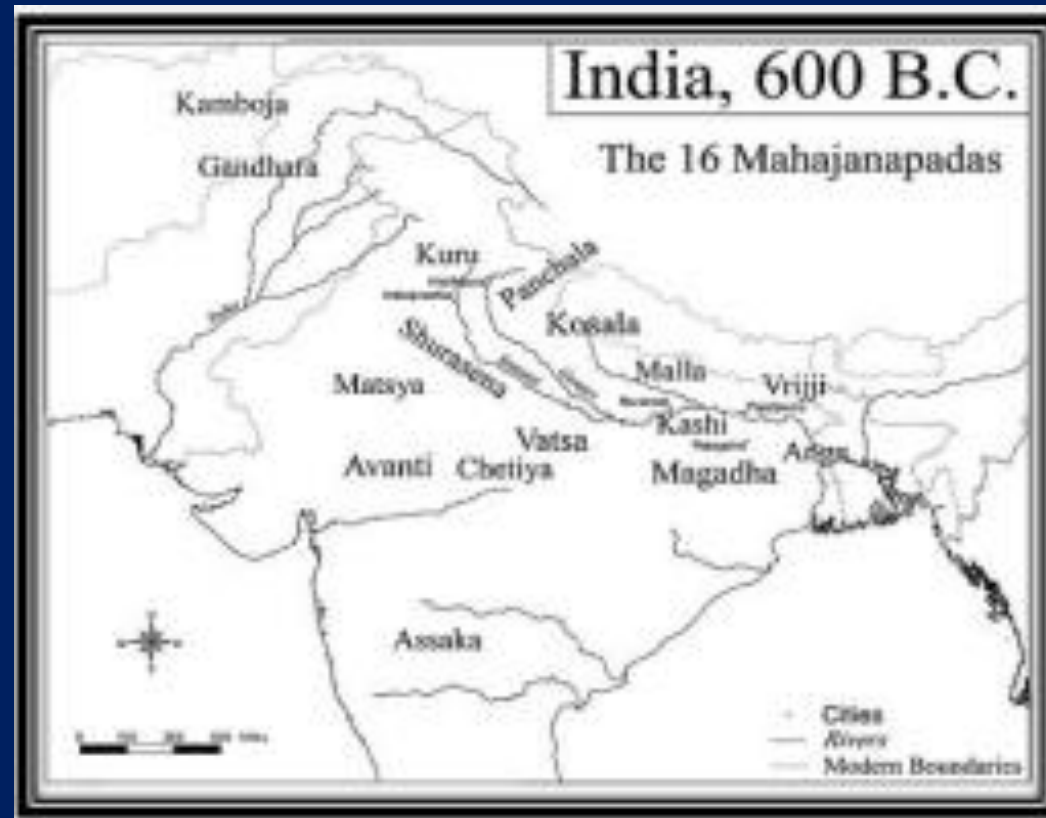 India, 600 B.C.
The 16 Mahajanapadas
Kamboja
Gandhara
Kuru
Panchala
Kosala
Shurasena
Malla
Vrijji
Matsya
Kashi
Vatsa
Anga
Avanti
Chetiya
Magadha
Assaka
Cities
Rivers
Modern Boundaries